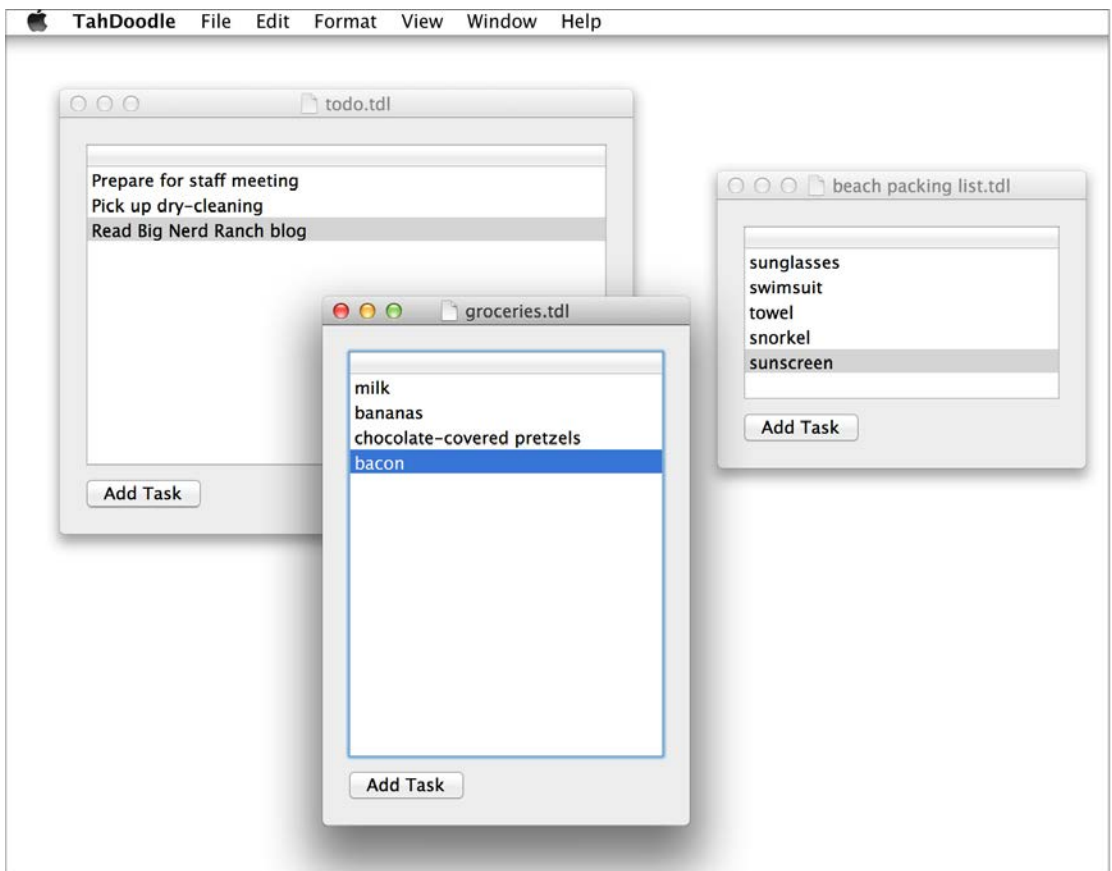 TahDoodle File Edit Format View Window Help
todo.tdl
Prepare for staff meeting
Pick up dry-cleaning
Read Big Nerd Ranch blog
Add Task
groceries.tdl
milk
bananas
chocolate-covered pretzels
bacon
Add Task
beach packing list.tdl
sunglasses
swimsuit
towel
snorkel
sunscreen
Add Task